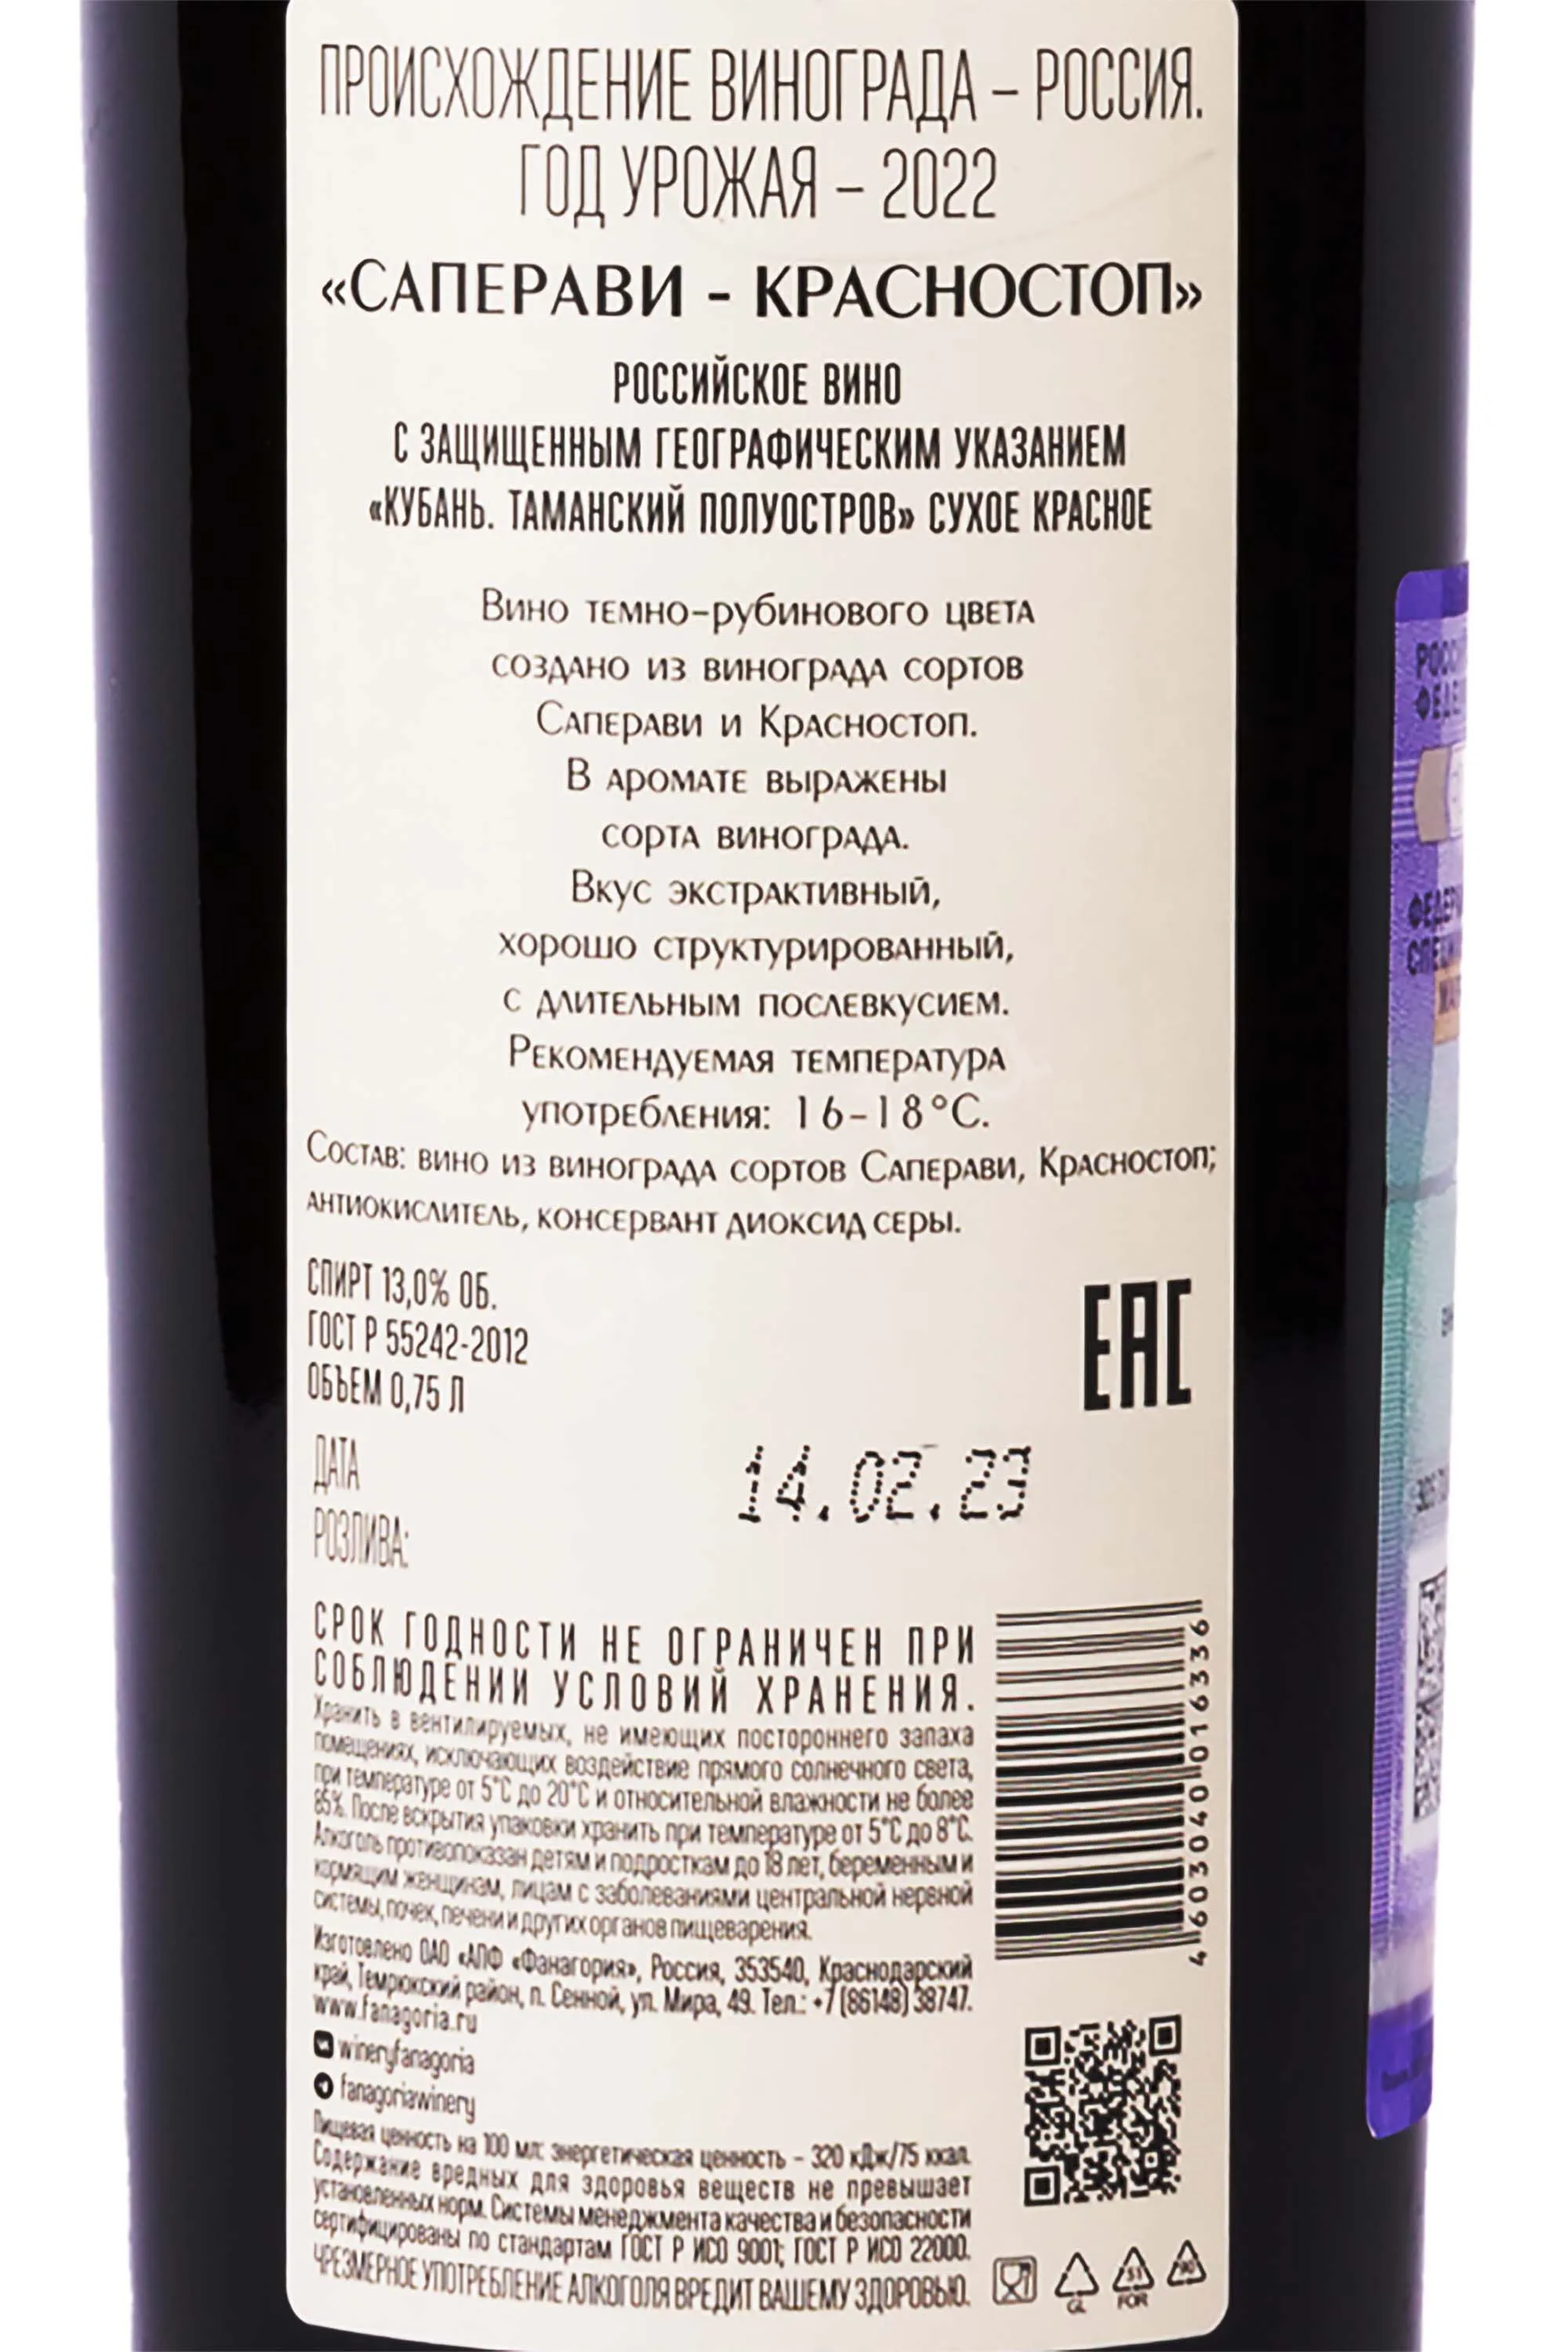 ПРОИСХОЖДЕНИЕ ВИНОГРАДА – РОССИЯ.
ГОД УРОЖАЯ – 2022
«САПЕРАВИ - КРАСНОСТОП»
РОССИЙСКОЕ ВИНО
С ЗАЩИЩЕННЫМ ГЕОГРАФИЧЕСКИМ УКАЗАНИЕМ
«КУБАНЬ. ТАМАНСКИЙ ПОЛУОСТРОВ» СУХОЕ КРАСНОЕ
Вино темно-рубинового цвета
создано из винограда сортов
Саперави и Красностоп.
В аромате выражены
сорта винограда.
Вкус экстрактивный,
хорошо структурированный,
с длительным послевкусием.
Рекомендуемая температура
употребления: 16-18°С.
Состав: вино из винограда сортов Саперави, Красностоп;
антиокислитель, консервант диоксид серы.
СПИРТ 13,0% ОБ.
ГОСТ Р 55242-2012
ОБЪЕМ 0,75 Л
EAC
ДАТА
РОЗЛИВА:
14.02.23
СРОК ГОДНОСТИ НЕ ОГРАНИЧЕН ПРИ
СОБЛЮДЕНИИ УСЛОВИЙ ХРАНЕНИЯ.
Хранить в вентилируемых, не имеющих постороннего запаха
помещениях, исключающих воздействие прямого солнечного света,
при температуре от 5°С до 20°С и относительной влажности не более
85%. После вскрытия упаковки хранить при температуре от 5°С до 8°С.
Алкоголь противопоказан детям и подросткам до 18 лет, беременным и
кормящим женщинам, лицам с заболеваниями центральной нервной
системы, почек, печени и других органов пищеварения.
Изготовлено ОАО «АПФ «Фанагория», Россия, 353540, Краснодарский
край, Темрюкский район, п. Сенной, ул. Мира, 49. Тел.: +7 (86148) 38747.
www.fanagoria.ru
wineryfanagoria
fanagoriawinery
Пищевая ценность на 100 мл: энергетическая ценность – 320 кДж/75 ккал.
Содержание вредных для здоровья веществ не превышает
установленных норм. Системы менеджмента качества и безопасности
сертифицированы по стандартам ГОСТ Р ИСО 9001; ГОСТ Р ИСО 22000.
ЧРЕЗМЕРНОЕ УПОТРЕБЛЕНИЕ АЛКОГОЛЯ ВРЕДИТ ВАШЕМУ ЗДОРОВЬЮ.
4 603040 016336
GL
51
FOR
90